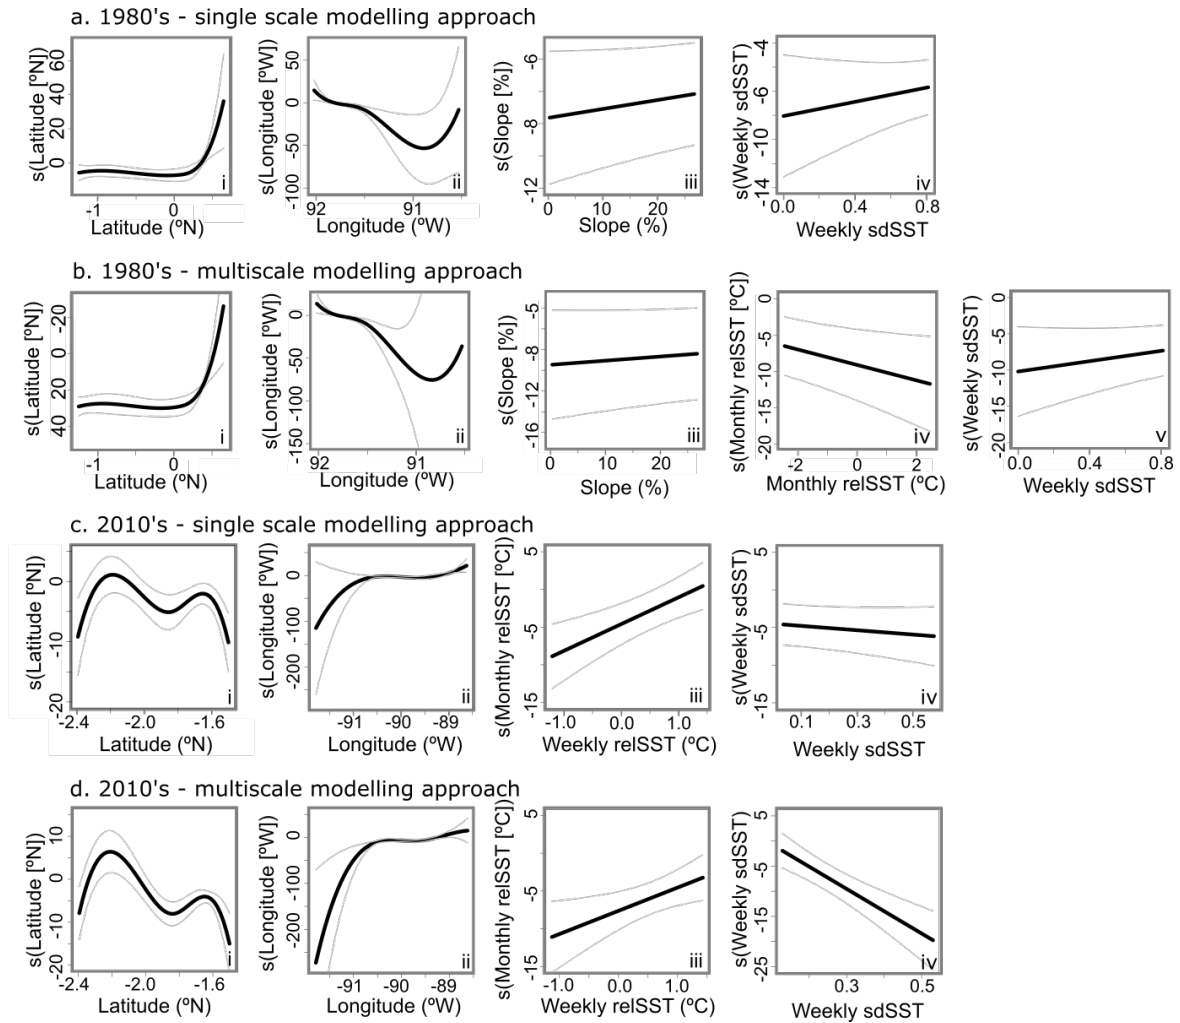 a. 1980's - single scale modelling approach
s(Latitude [ºN])
0 20 40 60
-1 0
Latitude (ºN)
i
s(Longitude [ºW])
-100 -50 0 50
92 91
Longitude (ºW)
ii
s(Slope [%])
-12 -8 -6
0 10 20
Slope (%)
iii
s(Weekly sdSST)
-14 -10 -6 -4
0.0 0.4 0.8
Weekly sdSST
iv
b. 1980's - multiscale modelling approach
s(Latitude [ºN])
40 20 0 -20
-1 0
Latitude (ºN)
i
s(Longitude [ºW])
-150 -100 -50 0
92 91
Longitude (ºW)
ii
s(Slope [%])
-16 -12 -8 -5
0 10 20
Slope (%)
iii
s(Monthly relSST [ºC])
-20 -15 -10 -5 0
-2 0 2
Monthly relSST (ºC)
iv
s(Weekly sdSST)
-20 -15 -10 -5 0
0.0 0.4 0.8
Weekly sdSST
v
c. 2010's - single scale modelling approach
s(Latitude [ºN])
-20 -10 0
-2.4 -2.0 -1.6
Latitude (ºN)
i
s(Longitude [ºW])
-200 -100 0
-91 -90 -89
Longitude (ºW)
ii
s(Monthly relSST [ºC])
-15 -5 5
-1.0 0.0 1.0
Weekly relSST (ºC)
iii
s(Weekly sdSST)
-15 -5 5
0.1 0.3 0.5
Weekly sdSST
iv
d. 2010's - multiscale modelling approach
s(Latitude [ºN])
-20 -10 0 10
-2.4 -2.0 -1.6
Latitude (ºN)
i
s(Longitude [ºW])
-200 -100 0
-91 -90 -89
Longitude (ºW)
ii
s(Monthly relSST [ºC])
-15 -5 5
-1.0 0.0 1.0
Weekly relSST (ºC)
iii
s(Weekly sdSST)
-25 -15 -5 5
0.3 0.5
Weekly sdSST
iv